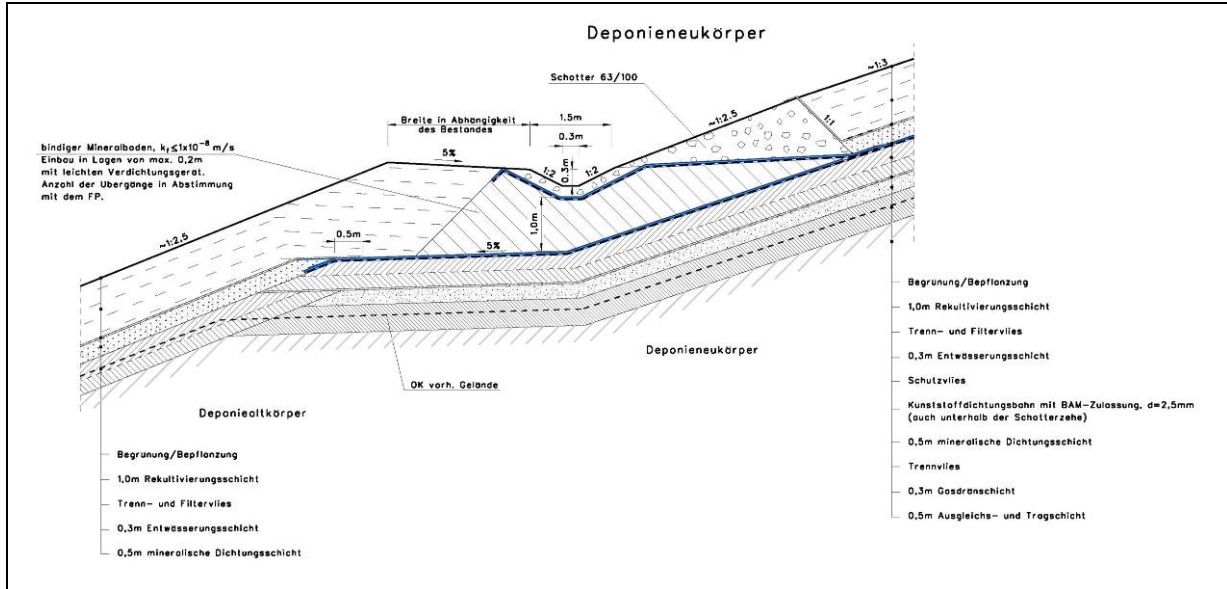 Deponieneukörper
Schotter 63/100
~1:3
~1:2.5
1:1
Breite in Abhängigkeit
des Bestandes
1.5m
0.3m
5%
0.3m
1:2
1:2
bindiger Mineralboden, kf≤1x10⁻⁸ m/s
Einbau in Lagen von max. 0,2m
mit leichten Verdichtungsgerät.
Anzahl der Übergänge in Abstimmung
mit dem FP.
~1:2.5
0.5m
1,0m
5%
OK vorh. Gelände
Deponieneukörper
Deponiealtkörper
Begrünung/Bepflanzung
1,0m Rekultivierungsschicht
Trenn- und Filtervlies
0,3m Entwässerungsschicht
0,5m mineralische Dichtungsschicht
Begrünung/Bepflanzung
1,0m Rekultivierungsschicht
Trenn- und Filtervlies
0,3m Entwässerungsschicht
Schutzvlies
Kunststoffdichtungsbahn mit BAM-Zulassung, d=2,5mm
(auch unterhalb der Schotterzehe)
0,5m mineralische Dichtungsschicht
Trennvlies
0,3m Gasdränschicht
0,5m Ausgleichs- und Tragschicht